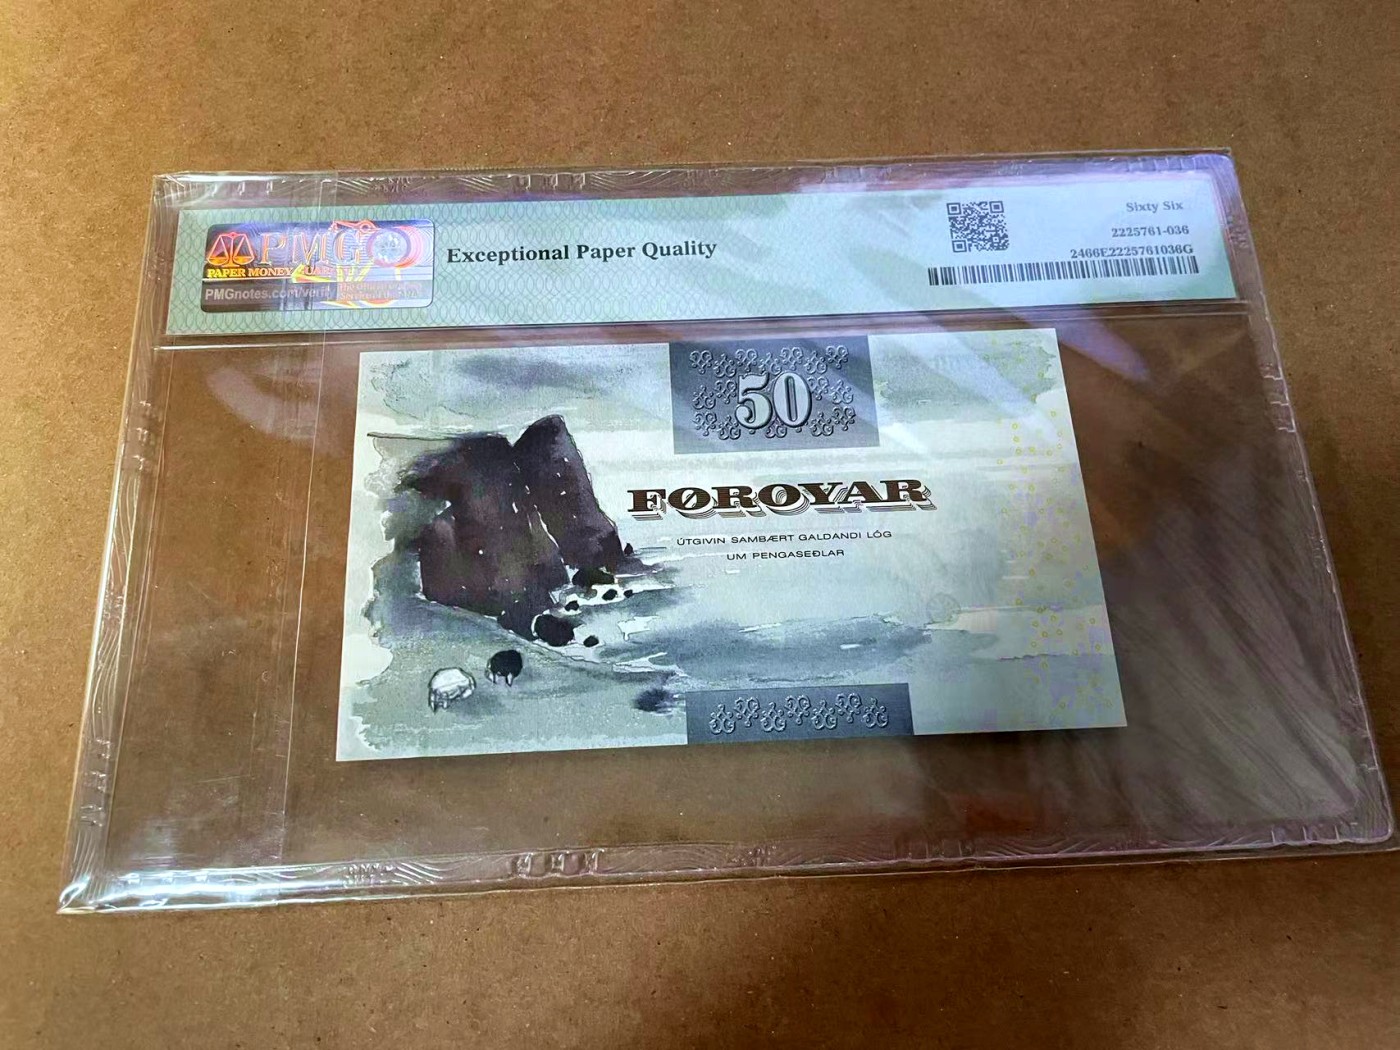 PMG
PAPER MONEY GUARANTY
PMGnotes.com/verify
Exceptional Paper Quality
Sixty Six
2225761-036
2466E2225761036G
50
FØROYAR
ÚTGIVIN SAMBÆRT GALDANDI LÓG
UM PENGASEÐLAR